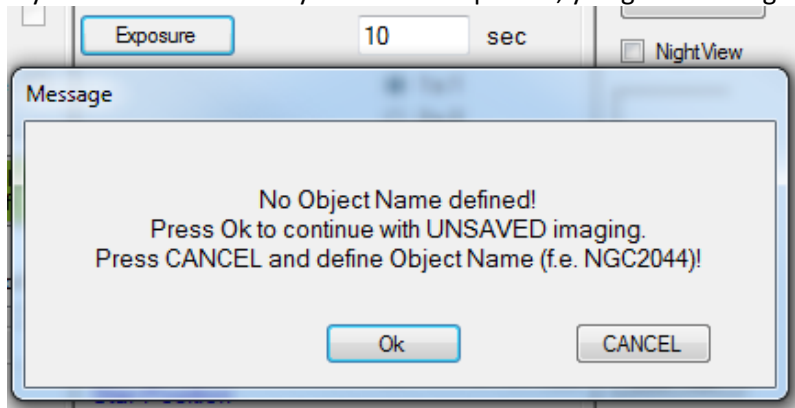 Exposure 10 sec
NightView
Message
No Object Name defined!
Press Ok to continue with UNSAVED imaging.
Press CANCEL and define Object Name (f.e. NGC2044)!
Ok CANCEL